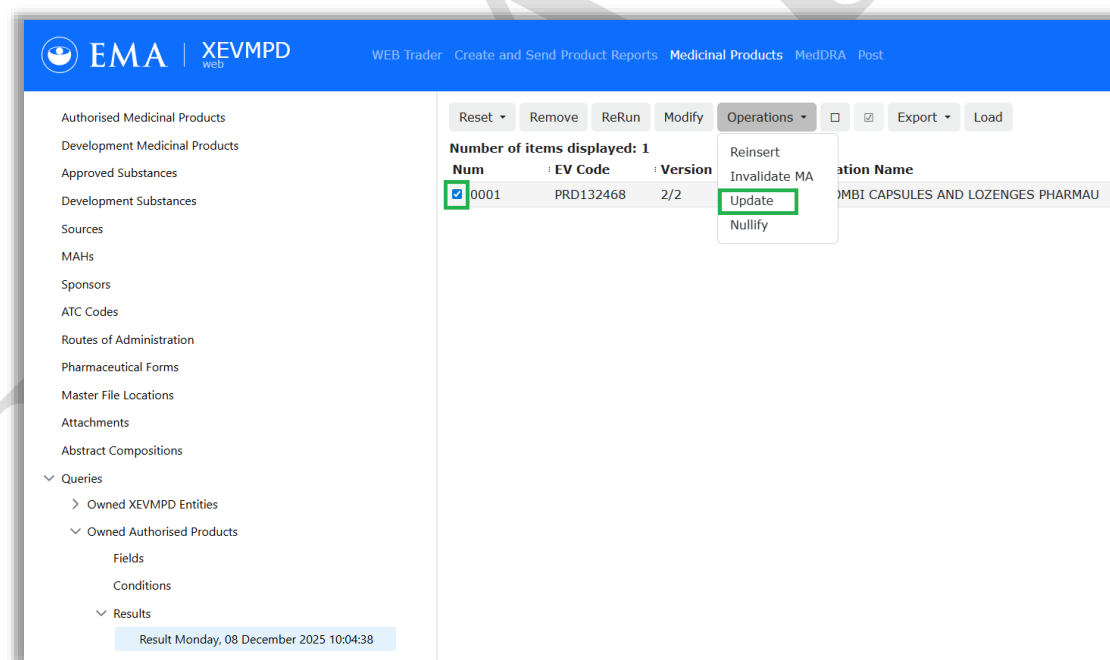 EMA | XEVMPD
web
WEB Trader Create and Send Product Reports Medicinal Products MedDRA Post
Authorised Medicinal Products
Development Medicinal Products
Approved Substances
Development Substances
Sources
MAHs
Sponsors
ATC Codes
Routes of Administration
Pharmaceutical Forms
Master File Locations
Attachments
Abstract Compositions
Queries
Owned XEVMPD Entities
Owned Authorised Products
Fields
Conditions
Results
Result Monday, 08 December 2025 10:04:38
Reset Remove ReRun Modify Operations Export Load
Number of items displayed: 1
Num EV Code Version Name
0001 PRD132468 2/2 CAPSULES AND LOZENGES PHARMAU
Reinsert
Invalidate MA
Update
Nullify